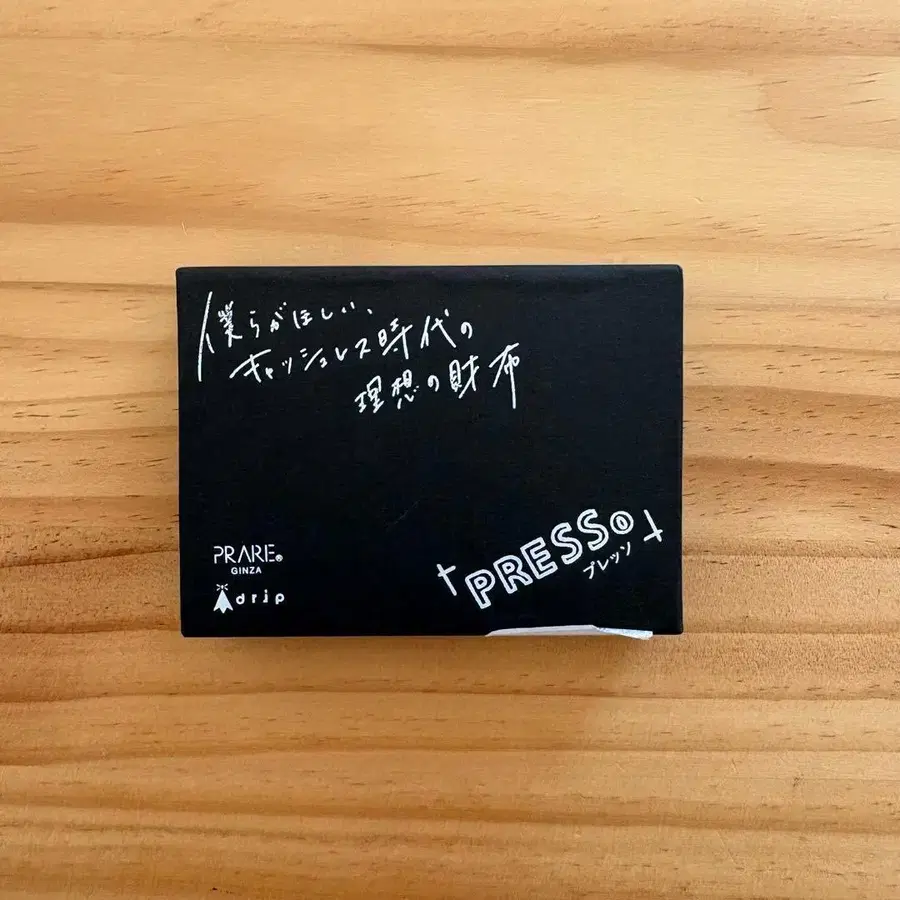 僕らがほしい、
キャッシュレス時代の
理想の財布
PRARIE®
GINZA
drip
PRESSo
プレッソ